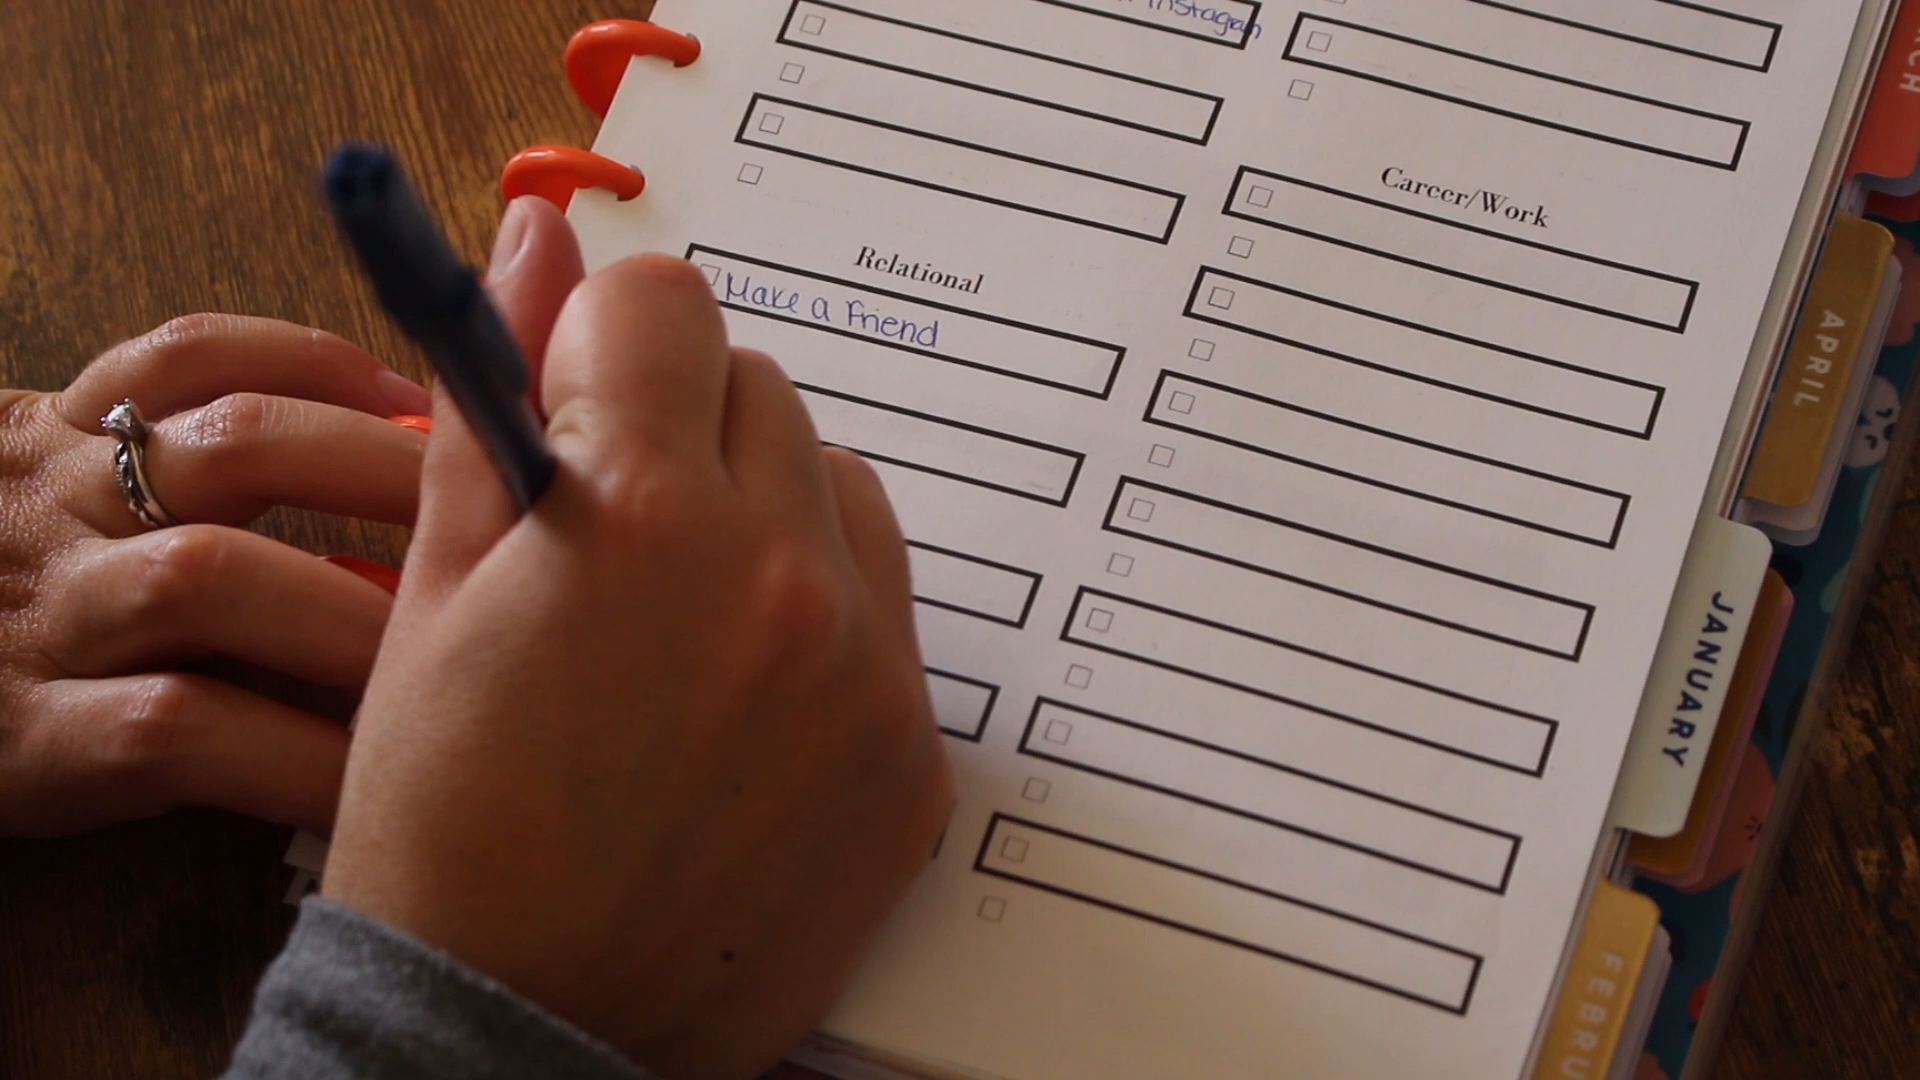 Instagram
Relational
Make a friend
Career/Work
APRIL
JANUARY